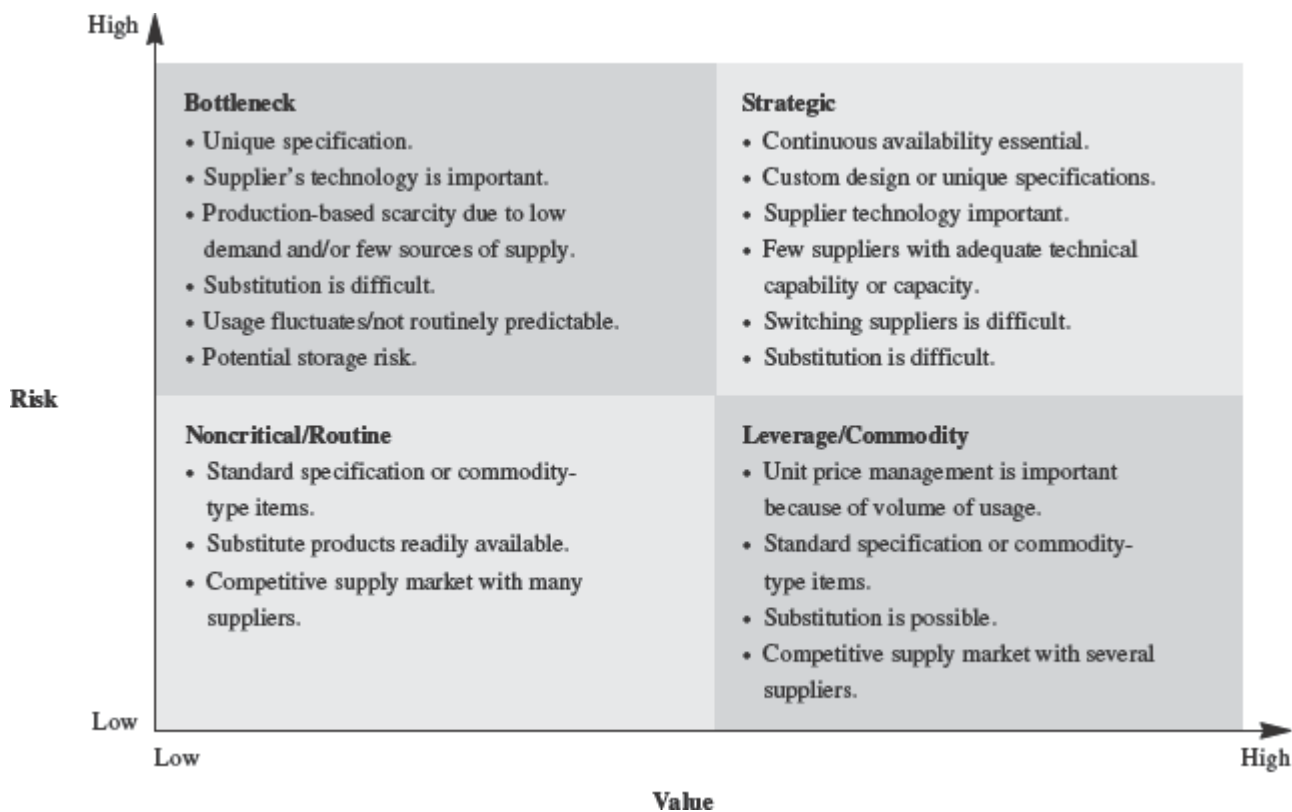 High
Bottleneck
• Unique specification.
• Supplier's technology is important.
• Production-based scarcity due to low
demand and/or few sources of supply.
• Substitution is difficult.
• Usage fluctuates/not routinely predictable.
• Potential storage risk.
Strategic
• Continuous availability essential.
• Custom design or unique specifications.
• Supplier technology important.
• Few suppliers with adequate technical
capability or capacity.
• Switching suppliers is difficult.
• Substitution is difficult.
Risk
Noncritical/Routine
• Standard specification or commodity-
type items.
• Substitute products readily available.
• Competitive supply market with many
suppliers.
Leverage/Commodity
• Unit price management is important
because of volume of usage.
• Standard specification or commodity-
type items.
• Substitution is possible.
• Competitive supply market with several
suppliers.
Low
Low
High
Value